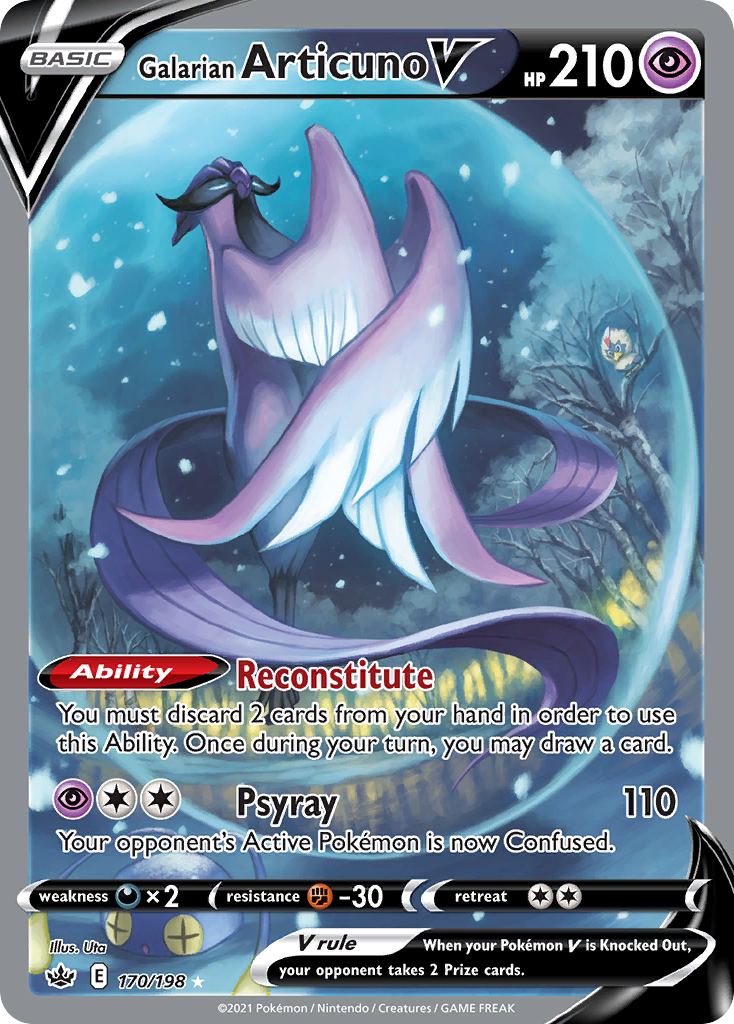 BASIC
Galarian Articuno V
HP 210
Ability Reconstitute
You must discard 2 cards from your hand in order to use
this Ability. Once during your turn, you may draw a card.
Psyray 110
Your opponent's Active Pokémon is now Confused.
weakness ×2 resistance -30 retreat
Illus. Uta
V rule When your Pokémon V is Knocked Out,
your opponent takes 2 Prize cards.
E 170/198
©2021 Pokémon / Nintendo / Creatures / GAME FREAK